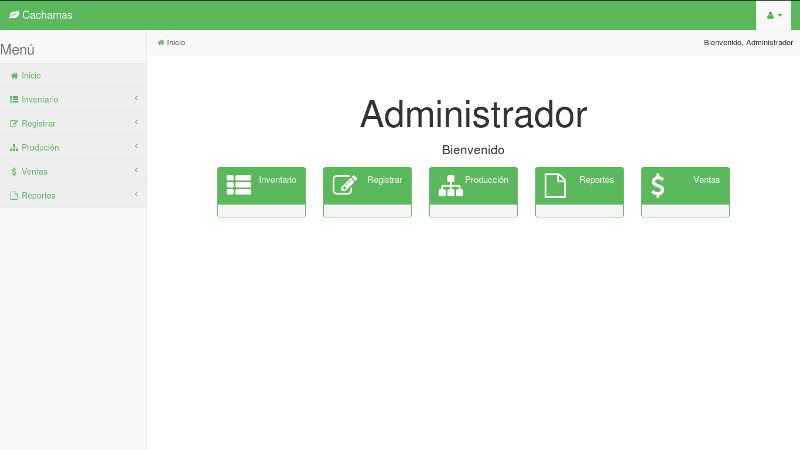 Cachamas
Menú
Inicio
Inventario
Registrar
Produción
Ventas
Reportes
Inicio
Bienvenido, Administrador
Administrador
Bienvenido
Inventario
Registrar
Producción
Reportes
Ventas